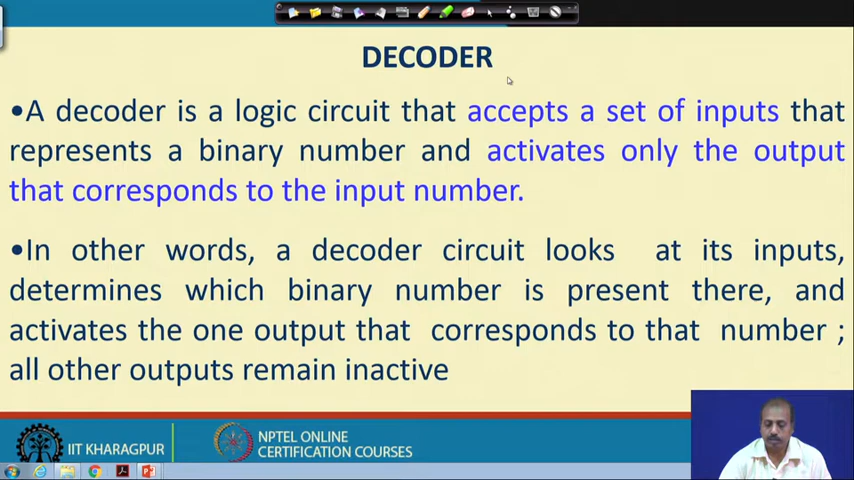 DECODER
•A decoder is a logic circuit that accepts a set of inputs that
represents a binary number and activates only the output
that corresponds to the input number.
•In other words, a decoder circuit looks at its inputs,
determines which binary number is present there, and
activates the one output that corresponds to that number ;
all other outputs remain inactive
IIT KHARAGPUR
NPTEL ONLINE
CERTIFICATION COURSES